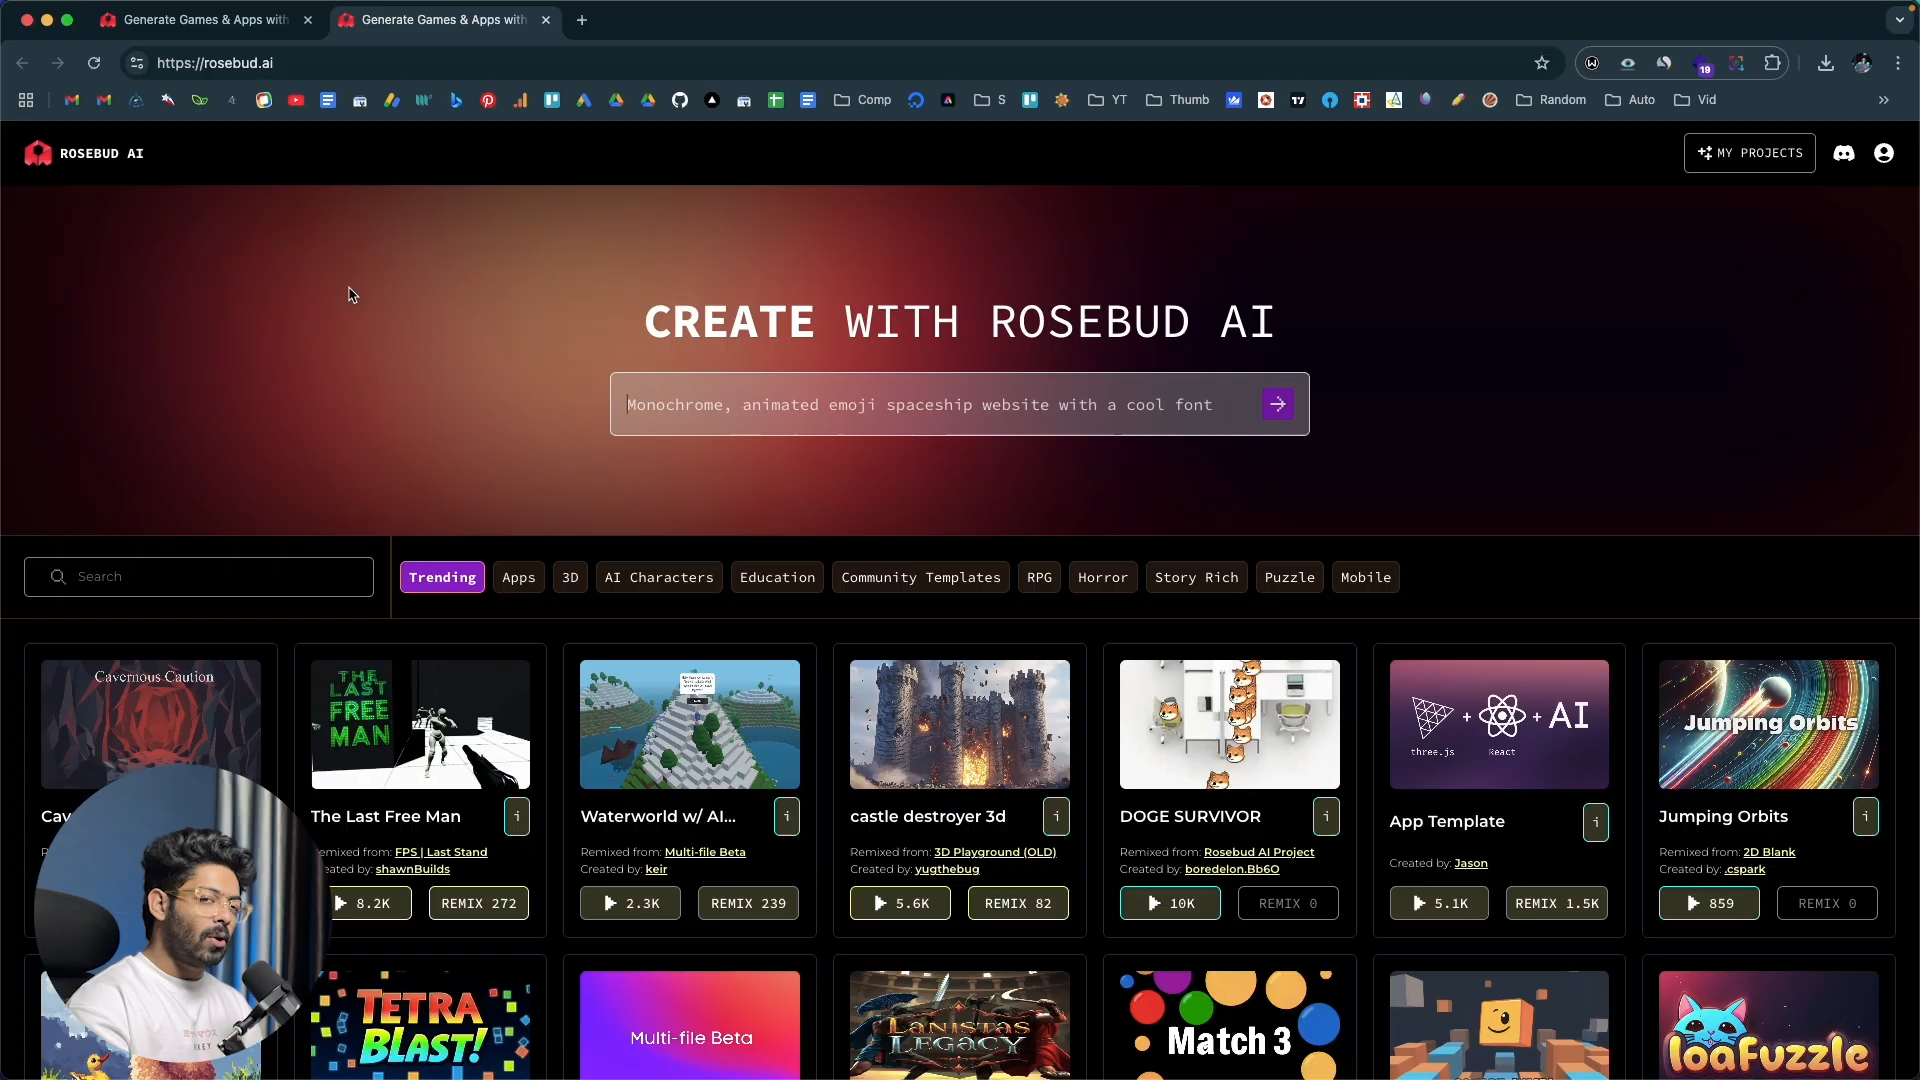 Generate Games & Apps with
Generate Games & Apps with
https://rosebud.ai
19
Comp
S
YT
Thumb
Random
Auto
Vid
ROSEBUD AI
MY PROJECTS
CREATE WITH ROSEBUD AI
Monochrome, animated emoji spaceship website with a cool font
Search
Trending
Apps
3D
AI Characters
Education
Community Templates
RPG
Horror
Story Rich
Puzzle
Mobile
Cavernous Caution
THE LAST FREE MAN
three.js + React + AI
Jumping Orbits
Cav
The Last Free Man
i
Waterworld w/ AI...
i
castle destroyer 3d
i
DOGE SURVIVOR
i
App Template
i
Jumping Orbits
i
Remixed from: FPS | Last Stand
eated by: shawnBuilds
Remixed from: Multi-file Beta
Created by: keir
Remixed from: 3D Playground (OLD)
Created by: yugthebug
Remixed from: Rosebud AI Project
Created by: boredelon.Bb6O
Created by: Jason
Remixed from: 2D Blank
Created by: .cspark
8.2K
REMIX 272
2.3K
REMIX 239
5.6K
REMIX 82
10K
REMIX 0
5.1K
REMIX 1.5K
859
REMIX 0
TETRA BLAST!
Multi-file Beta
LANISTAS LEGACY
Match 3
loafuzzle